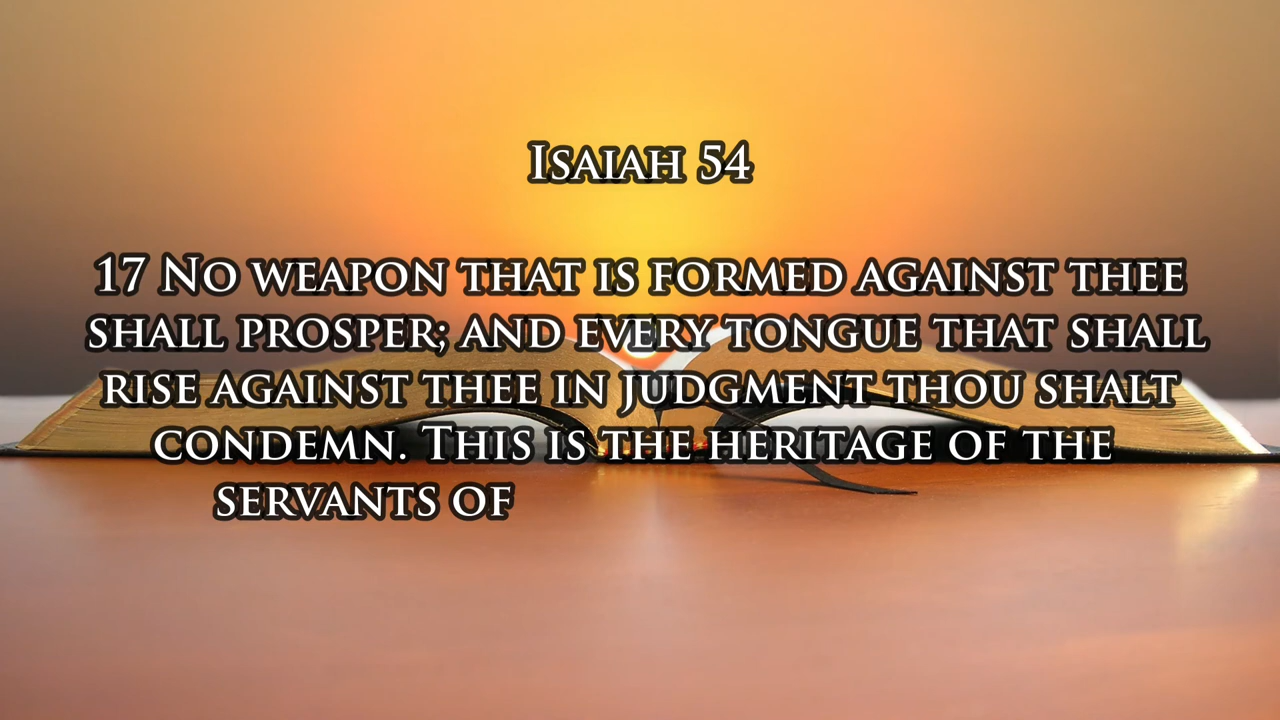 Isaiah 54
17 No weapon that is formed against thee
shall prosper; and every tongue that shall
rise against thee in judgment thou shalt
condemn. This is the heritage of the
servants of